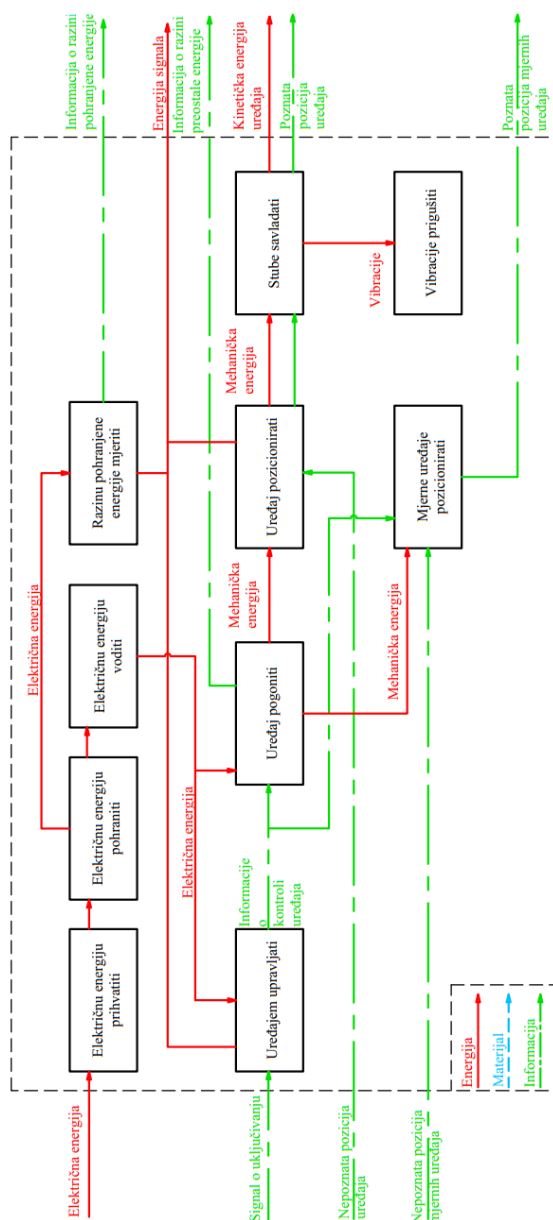 Električna energija
Električnu energiju
prihvatiti
Električnu energiju
pohraniti
Električna energija
Električnu energiju
voditi
Razinu pohranjene
energije mjeriti
Informacija o razini
pohranjene energije
Energija signala
Informacija o razini
preostale energije
Električna energija
Signal o uključivanju
Uređajem upravljati
Informacije
o
kontroli
uređaja
Uređaj pogoniti
Mehanička
energija
Uređaj pozicionirati
Mehanička
energija
Stube savladati
Kinetička energija
uređaja
Poznata
pozicija
uređaja
Vibracije
Vibracije prigušiti
Nepoznata pozicija
uređaja
Mehanička energija
Mjerne uređaje
pozicionirati
Nepoznata pozicija
mjernih uređaja
Poznata
pozicija mjernih
uređaja
Energija
Materijal
Informacija